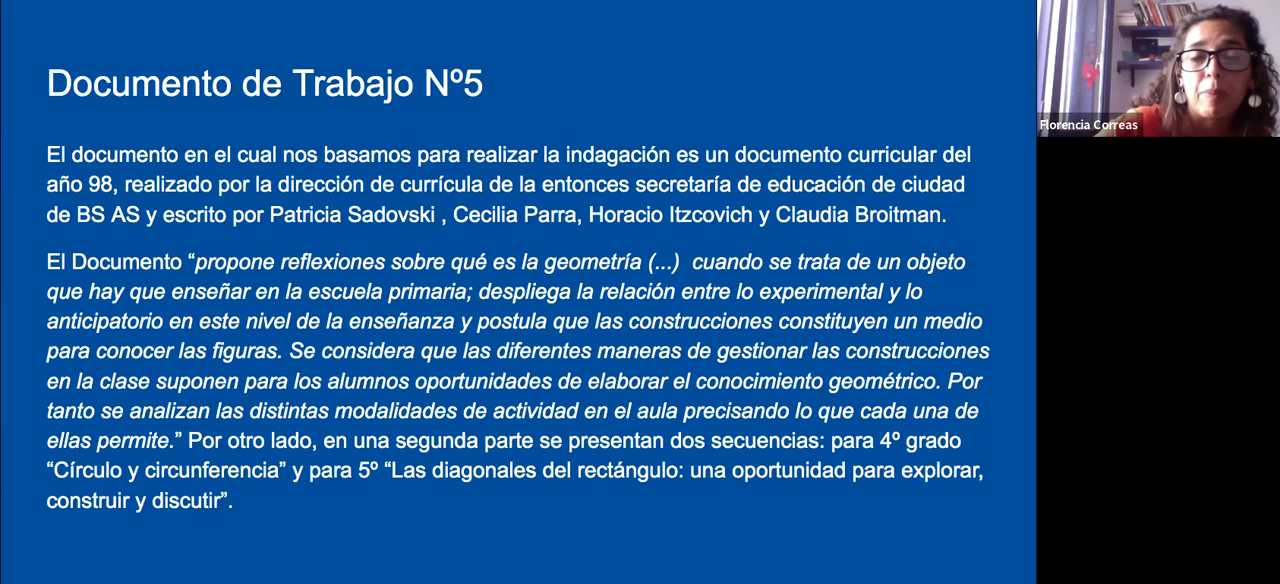 Documento de Trabajo Nº5
El documento en el cual nos basamos para realizar la indagación es un documento curricular del
año 98, realizado por la dirección de currícula de la entonces secretaría de educación de ciudad
de BS AS y escrito por Patricia Sadovski , Cecilia Parra, Horacio Itzcovich y Claudia Broitman.
El Documento “propone reflexiones sobre qué es la geometría (...)  cuando se trata de un objeto
que hay que enseñar en la escuela primaria; despliega la relación entre lo experimental y lo
anticipatorio en este nivel de la enseñanza y postula que las construcciones constituyen un medio
para conocer las figuras. Se considera que las diferentes maneras de gestionar las construcciones
en la clase suponen para los alumnos oportunidades de elaborar el conocimiento geométrico. Por
tanto se analizan las distintas modalidades de actividad en el aula precisando lo que cada una de
ellas permite.” Por otro lado, en una segunda parte se presentan dos secuencias: para 4º grado
“Círculo y circunferencia” y para 5º “Las diagonales del rectángulo: una oportunidad para explorar,
construir y discutir”.
Florencia Correas